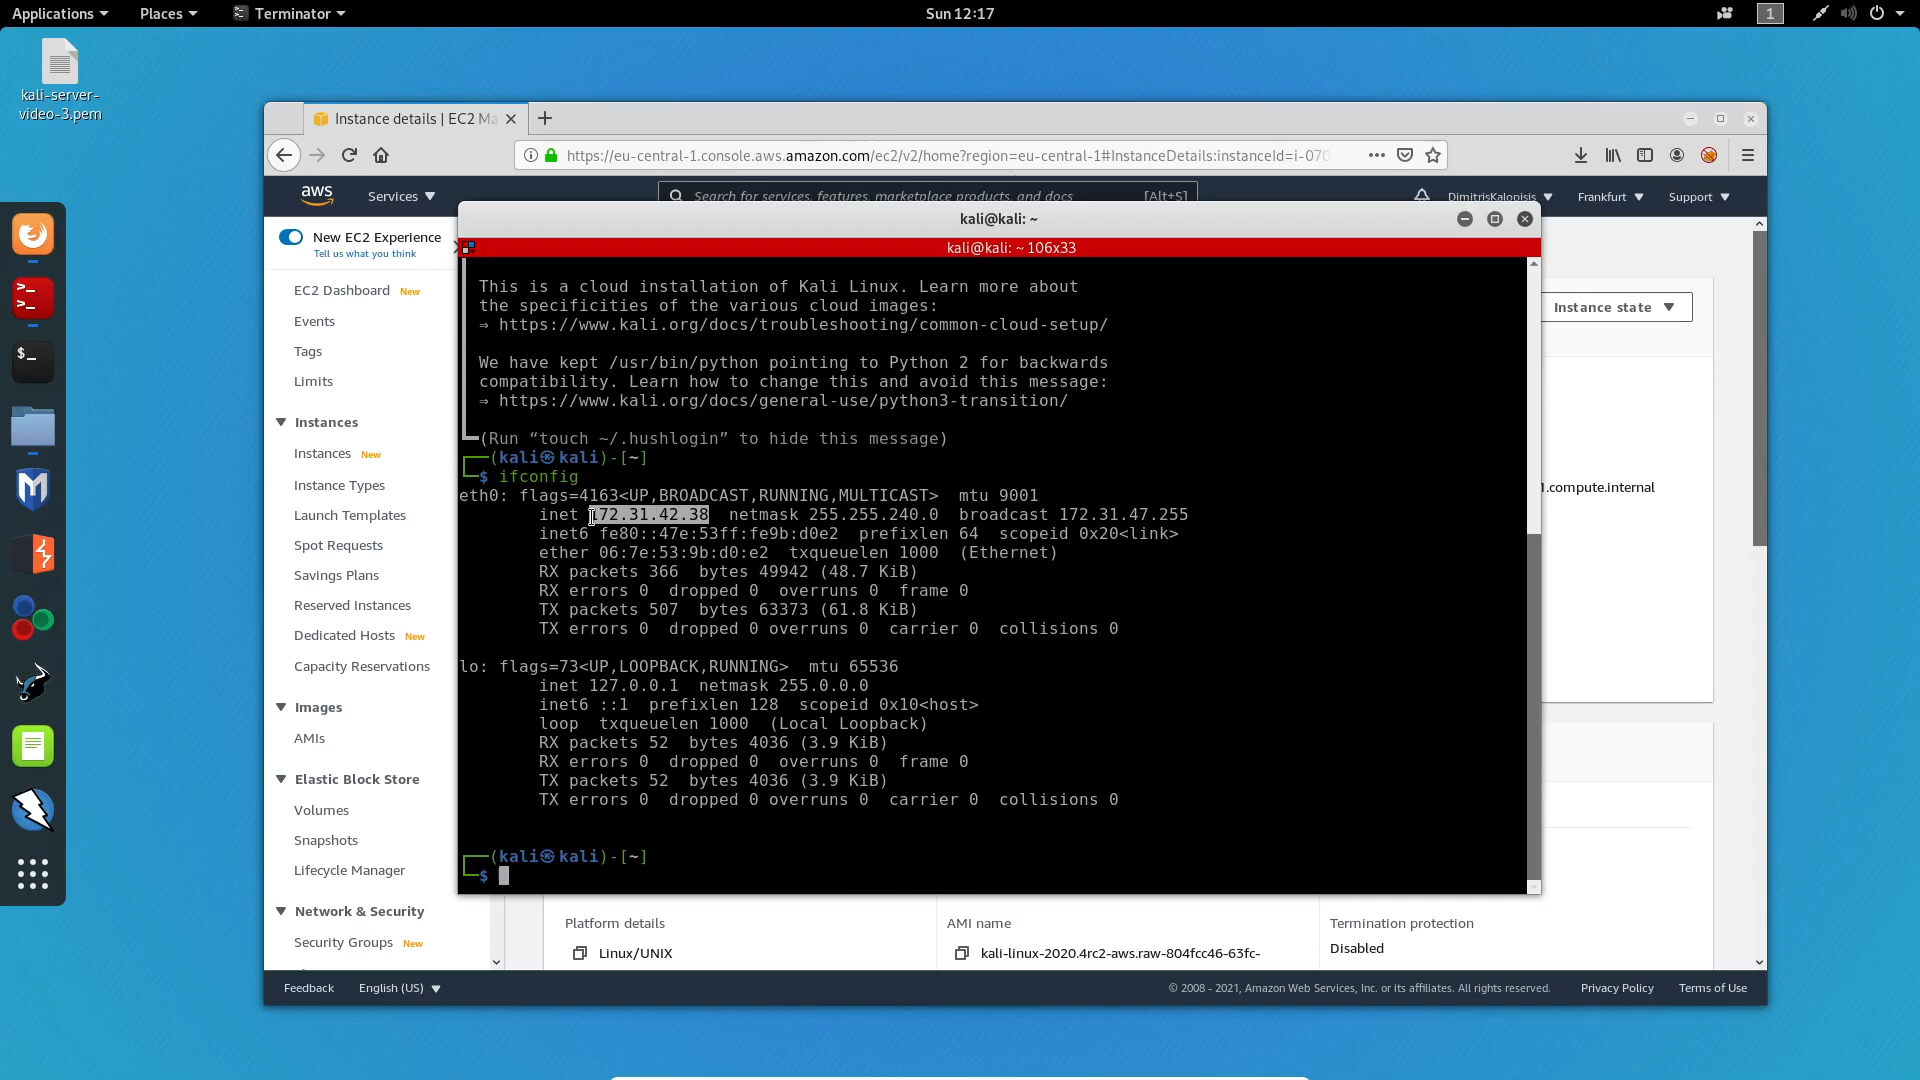 Applications
Places
Terminator
Sun 12:17
1
kali-server-
video-3.pem
Instance details | EC2 Ma
https://eu-central-1.console.aws.amazon.com/ec2/v2/home?region=eu-central-1#InstanceDetails:instanceId=i-070
aws
Services
Search for services, features, marketplace products, and docs
[Alt+S]
DimitrisKalopisis
Frankfurt
Support
New EC2 Experience
Tell us what you think
EC2 Dashboard New
Events
Tags
Limits
Instances
Instances New
Instance Types
Launch Templates
Spot Requests
Savings Plans
Reserved Instances
Dedicated Hosts New
Capacity Reservations
Images
AMIs
Elastic Block Store
Volumes
Snapshots
Lifecycle Manager
Network & Security
Security Groups New
kali@kali: ~
kali@kali: ~ 106x33
This is a cloud installation of Kali Linux. Learn more about
the specificities of the various cloud images:
⇒ https://www.kali.org/docs/troubleshooting/common-cloud-setup/
We have kept /usr/bin/python pointing to Python 2 for backwards
compatibility. Learn how to change this and avoid this message:
⇒ https://www.kali.org/docs/general-use/python3-transition/
(Run “touch ~/.hushlogin” to hide this message)
(kali㉿kali)-[~]
$ ifconfig
eth0: flags=4163<UP,BROADCAST,RUNNING,MULTICAST>  mtu 9001
inet 172.31.42.38  netmask 255.255.240.0  broadcast 172.31.47.255
inet6 fe80::47e:53ff:fe9b:d0e2  prefixlen 64  scopeid 0x20<link>
ether 06:7e:53:9b:d0:e2  txqueuelen 1000  (Ethernet)
RX packets 366  bytes 49942 (48.7 KiB)
RX errors 0  dropped 0  overruns 0  frame 0
TX packets 507  bytes 63373 (61.8 KiB)
TX errors 0  dropped 0 overruns 0  carrier 0  collisions 0
lo: flags=73<UP,LOOPBACK,RUNNING>  mtu 65536
inet 127.0.0.1  netmask 255.0.0.0
inet6 ::1  prefixlen 128  scopeid 0x10<host>
loop  txqueuelen 1000  (Local Loopback)
RX packets 52  bytes 4036 (3.9 KiB)
RX errors 0  dropped 0  overruns 0  frame 0
TX packets 52  bytes 4036 (3.9 KiB)
TX errors 0  dropped 0 overruns 0  carrier 0  collisions 0
(kali㉿kali)-[~]
$
Instance state
1.compute.internal
Platform details
Linux/UNIX
AMI name
kali-linux-2020.4rc2-aws.raw-804fcc46-63fc-
Termination protection
Disabled
Feedback
English (US)
© 2008 - 2021, Amazon Web Services, Inc. or its affiliates. All rights reserved.
Privacy Policy
Terms of Use